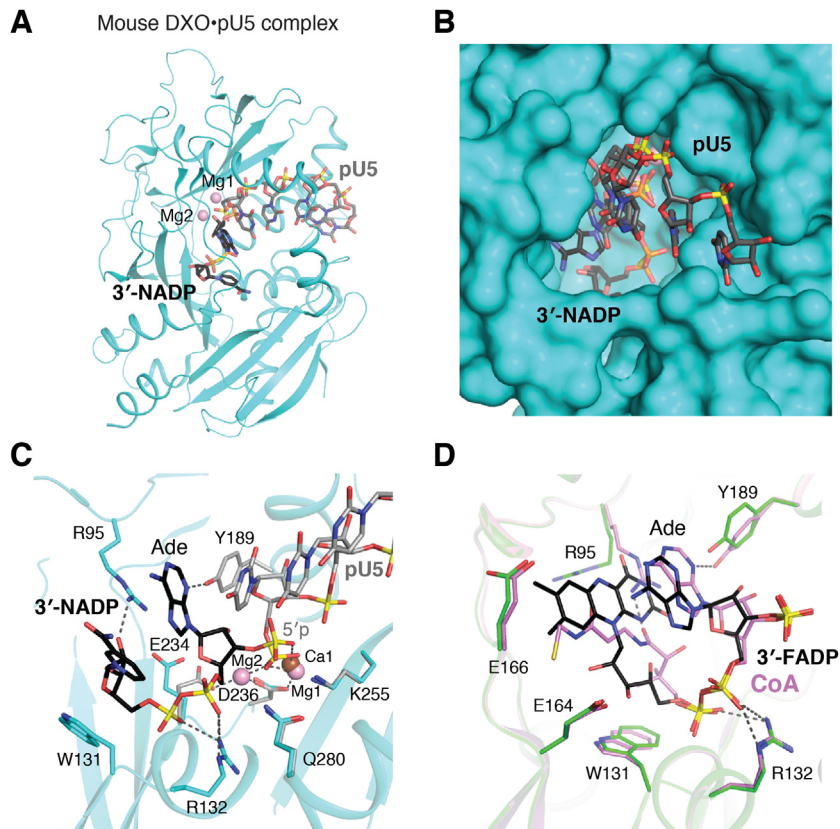 A
Mouse DXO•pU5 complex
pU5
Mg1
Mg2
3′-NADP
B
pU5
3′-NADP
C
R95
Ade
Y189
pU5
3′-NADP
5′p
E234
Mg2
Ca1
D236
Mg1
K255
W131
Q280
R132
D
Y189
Ade
R95
3′-FADP
E166
CoA
E164
W131
R132